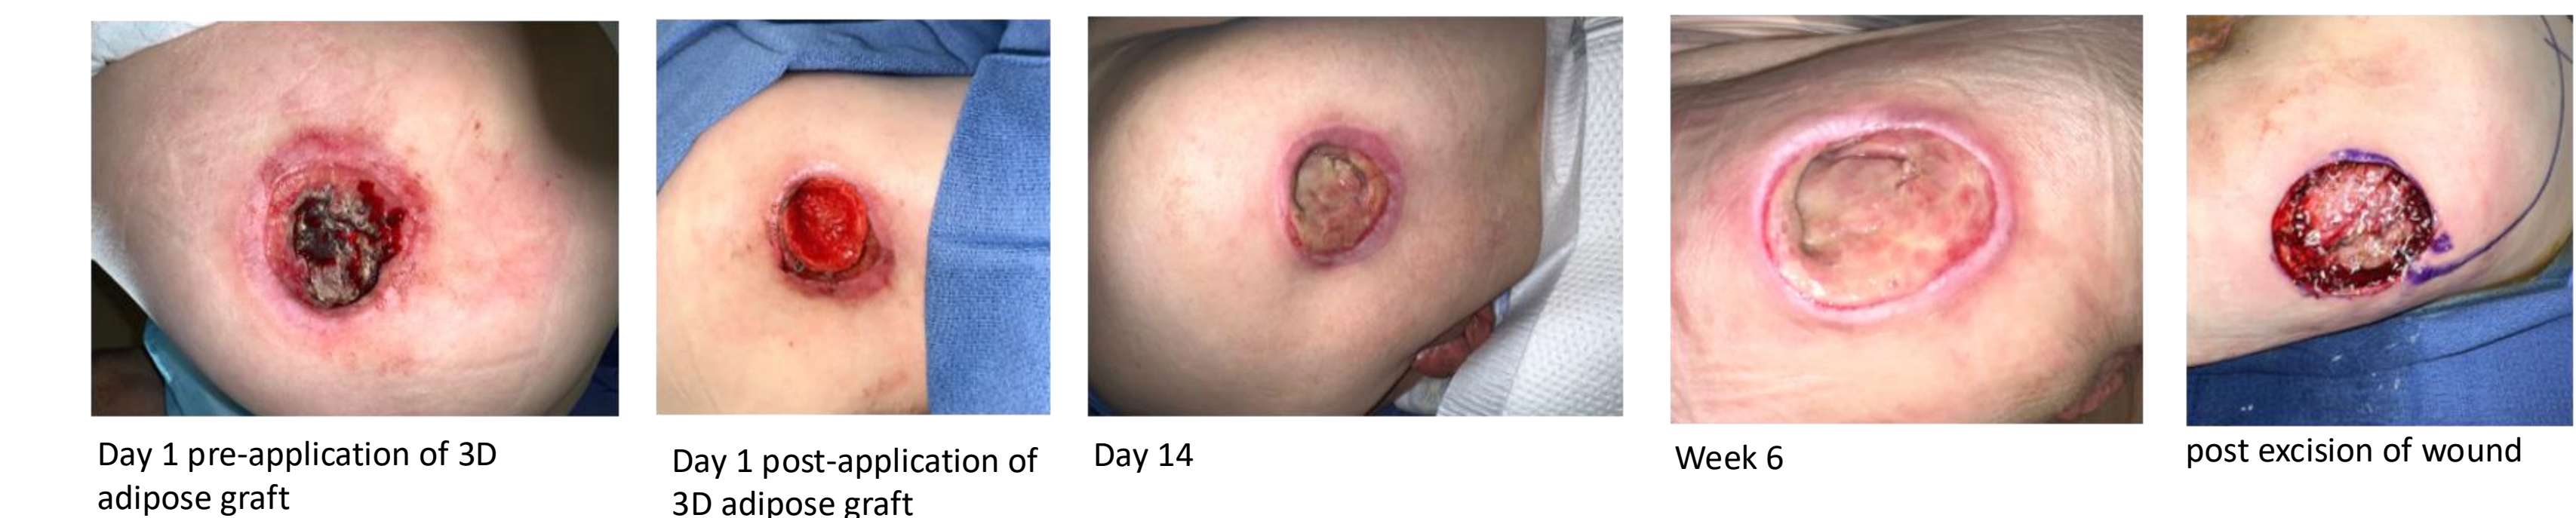 Day 1 pre-application of 3D
adipose graft
Day 1 post-application of
3D adipose graft
Day 14
Week 6
post excision of wound